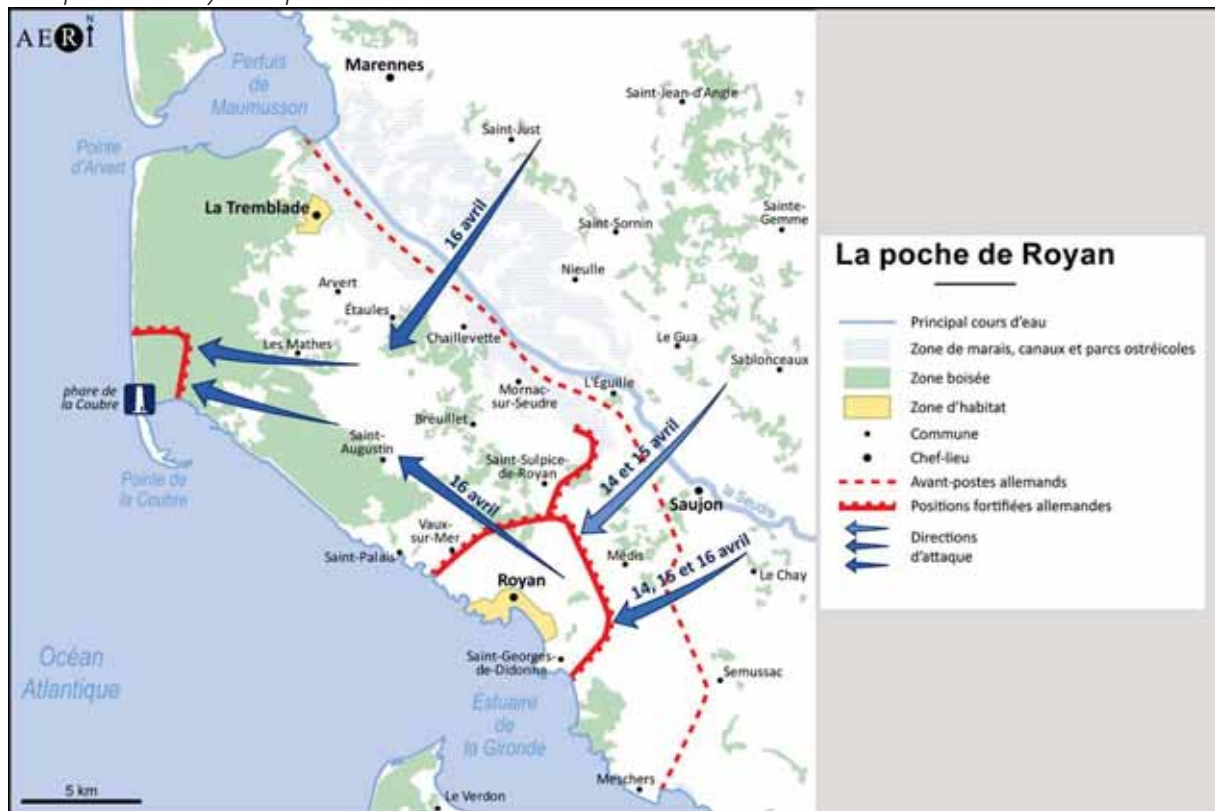 AERI
N
Pertuis
de
Maumusson
Marennes
Saint-Jean-d'Angle
Saint-Just
Pointe
d'Arvert
La Tremblade
16 avril
Saint-Sornin
Sainte-
Gemme
Nieulle
Arvert
Étaules
Chaillevette
Les Mathes
Le Gua
Sablonceaux
phare de
la Coubre
Mornac-
sur-Seudre
L'Éguille
Breuillet
Saint-
Augustin
14 et 15 avril
Pointe de
la Coubre
Saint-Sulpice-
de-Royan
16 avril
Saujon
la Seudre
Vaux-
sur-Mer
Saint-Palais
Médis
14, 15 et 16 avril
Le Chay
Royan
Saint-Georges-
de-Didonne
Semussac
Océan
Atlantique
Estuaire
de
la Gironde
Meschers
5 km
Le Verdon
La poche de Royan
Principal cours d'eau
Zone de marais, canaux et parcs ostréicoles
Zone boisée
Zone d'habitat
Commune
Chef-lieu
Avant-postes allemands
Positions fortifiées allemandes
Directions
d'attaque